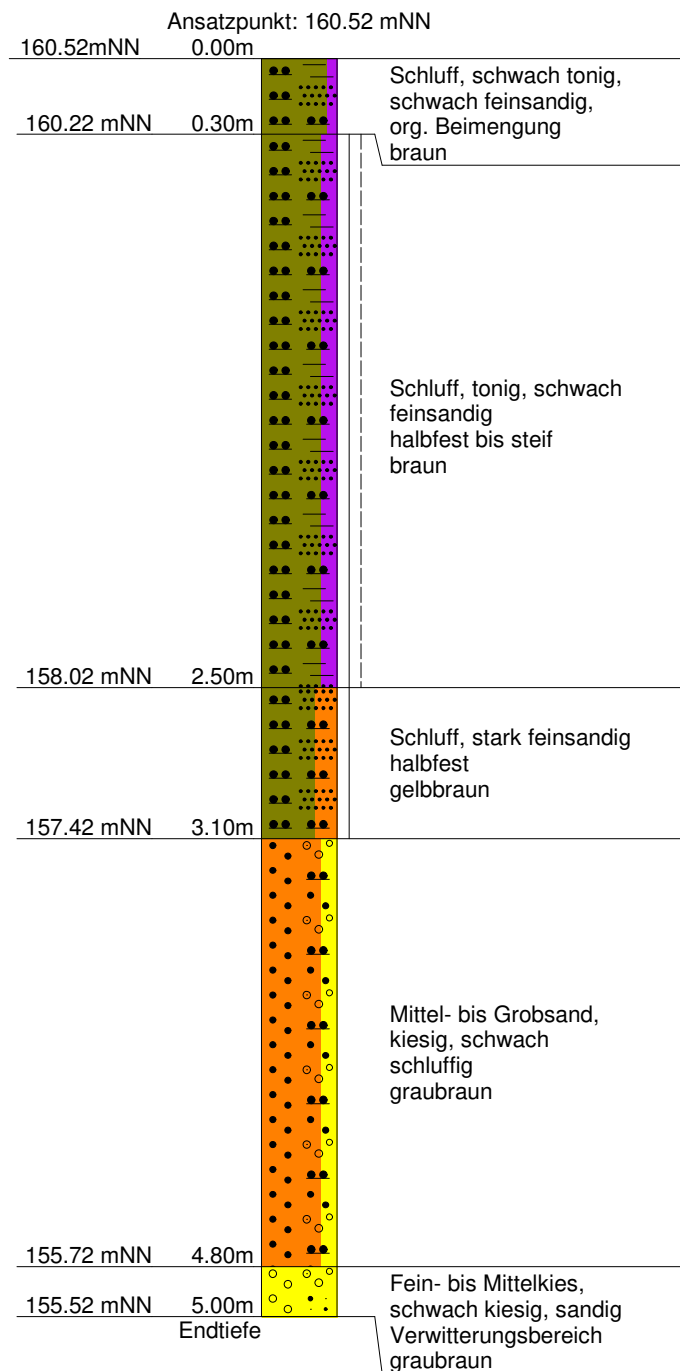 Ansatzpunkt: 160.52 mNN
160.52mNN 0.00m
Schluff, schwach tonig,
schwach feinsandig,
org. Beimengung
braun
160.22 mNN 0.30m
Schluff, tonig, schwach
feinsandig
halbfest bis steif
braun
158.02 mNN 2.50m
Schluff, stark feinsandig
halbfest
gelbbraun
157.42 mNN 3.10m
Mittel- bis Grobsand,
kiesig, schwach
schluffig
graubraun
155.72 mNN 4.80m
Fein- bis Mittelkies,
schwach kiesig, sandig
Verwitterungsbereich
graubraun
155.52 mNN 5.00m
Endtiefe